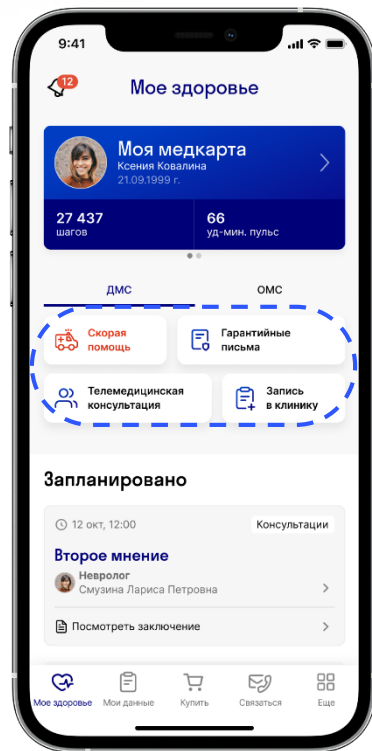 9:41
12
Мое здоровье
Моя медкарта
Ксения Ковалина
21.09.1999 г.
27 437
шагов
66
уд-мин. пульс
ДМС
ОМС
Скорая
помощь
Гарантийные
письма
Телемедицинская
консультация
Запись
в клинику
Запланировано
12 окт, 12:00
Консультации
Второе мнение
Невролог
Смузина Лариса Петровна
Посмотреть заключение
Мое здоровье
Мои данные
Купить
Связаться
Еще